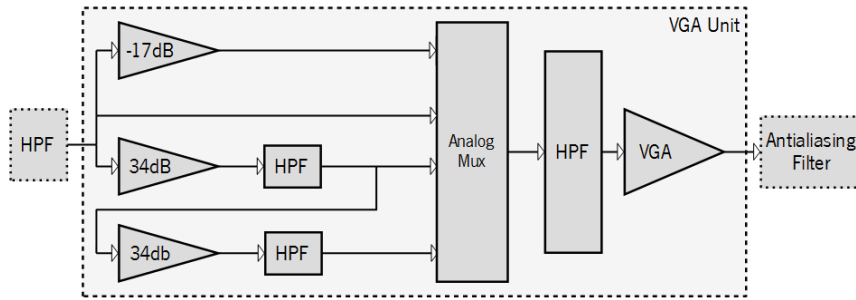 VGA Unit
-17dB
HPF
34dB
HPF
34db
HPF
Analog
Mux
HPF
VGA
Antialiasing
Filter